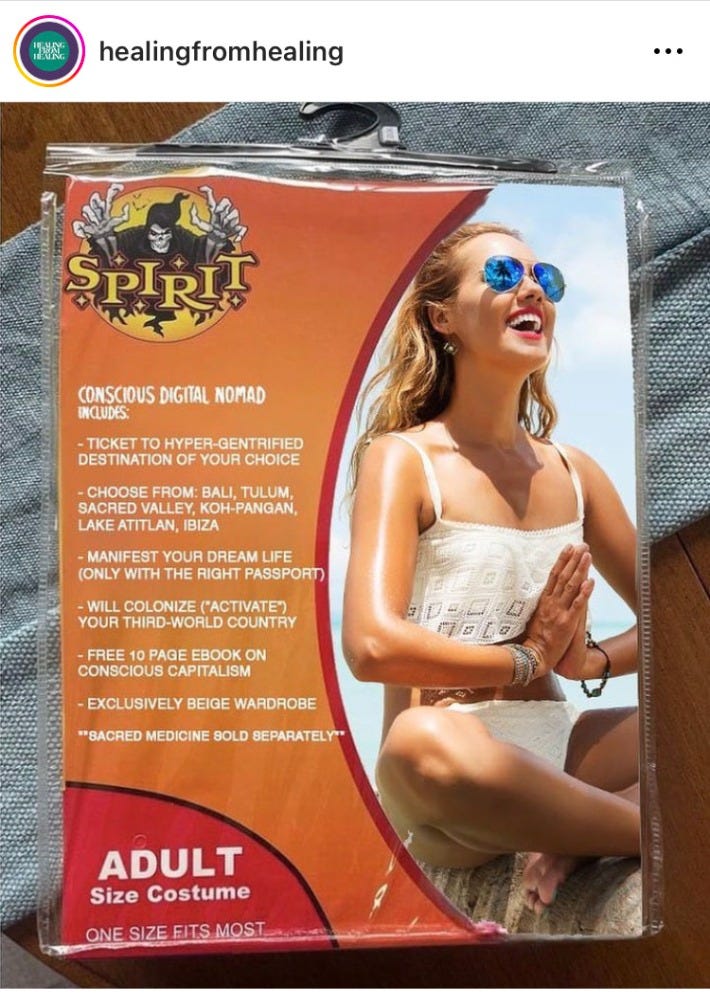 HEALING
FROM
HEALING
healingfromhealing
SPIRIT
CONSCIOUS DIGITAL NOMAD
INCLUDES:
- TICKET TO HYPER-GENTRIFIED
DESTINATION OF YOUR CHOICE
- CHOOSE FROM: BALI, TULUM,
SACRED VALLEY, KOH-PANGAN,
LAKE ATITLAN, IBIZA
- MANIFEST YOUR DREAM LIFE
(ONLY WITH THE RIGHT PASSPORT)
- WILL COLONIZE ("ACTIVATE")
YOUR THIRD-WORLD COUNTRY
- FREE 10 PAGE EBOOK ON
CONSCIOUS CAPITALISM
- EXCLUSIVELY BEIGE WARDROBE
**SACRED MEDICINE SOLD SEPARATELY**
ADULT
Size Costume
ONE SIZE FITS MOST